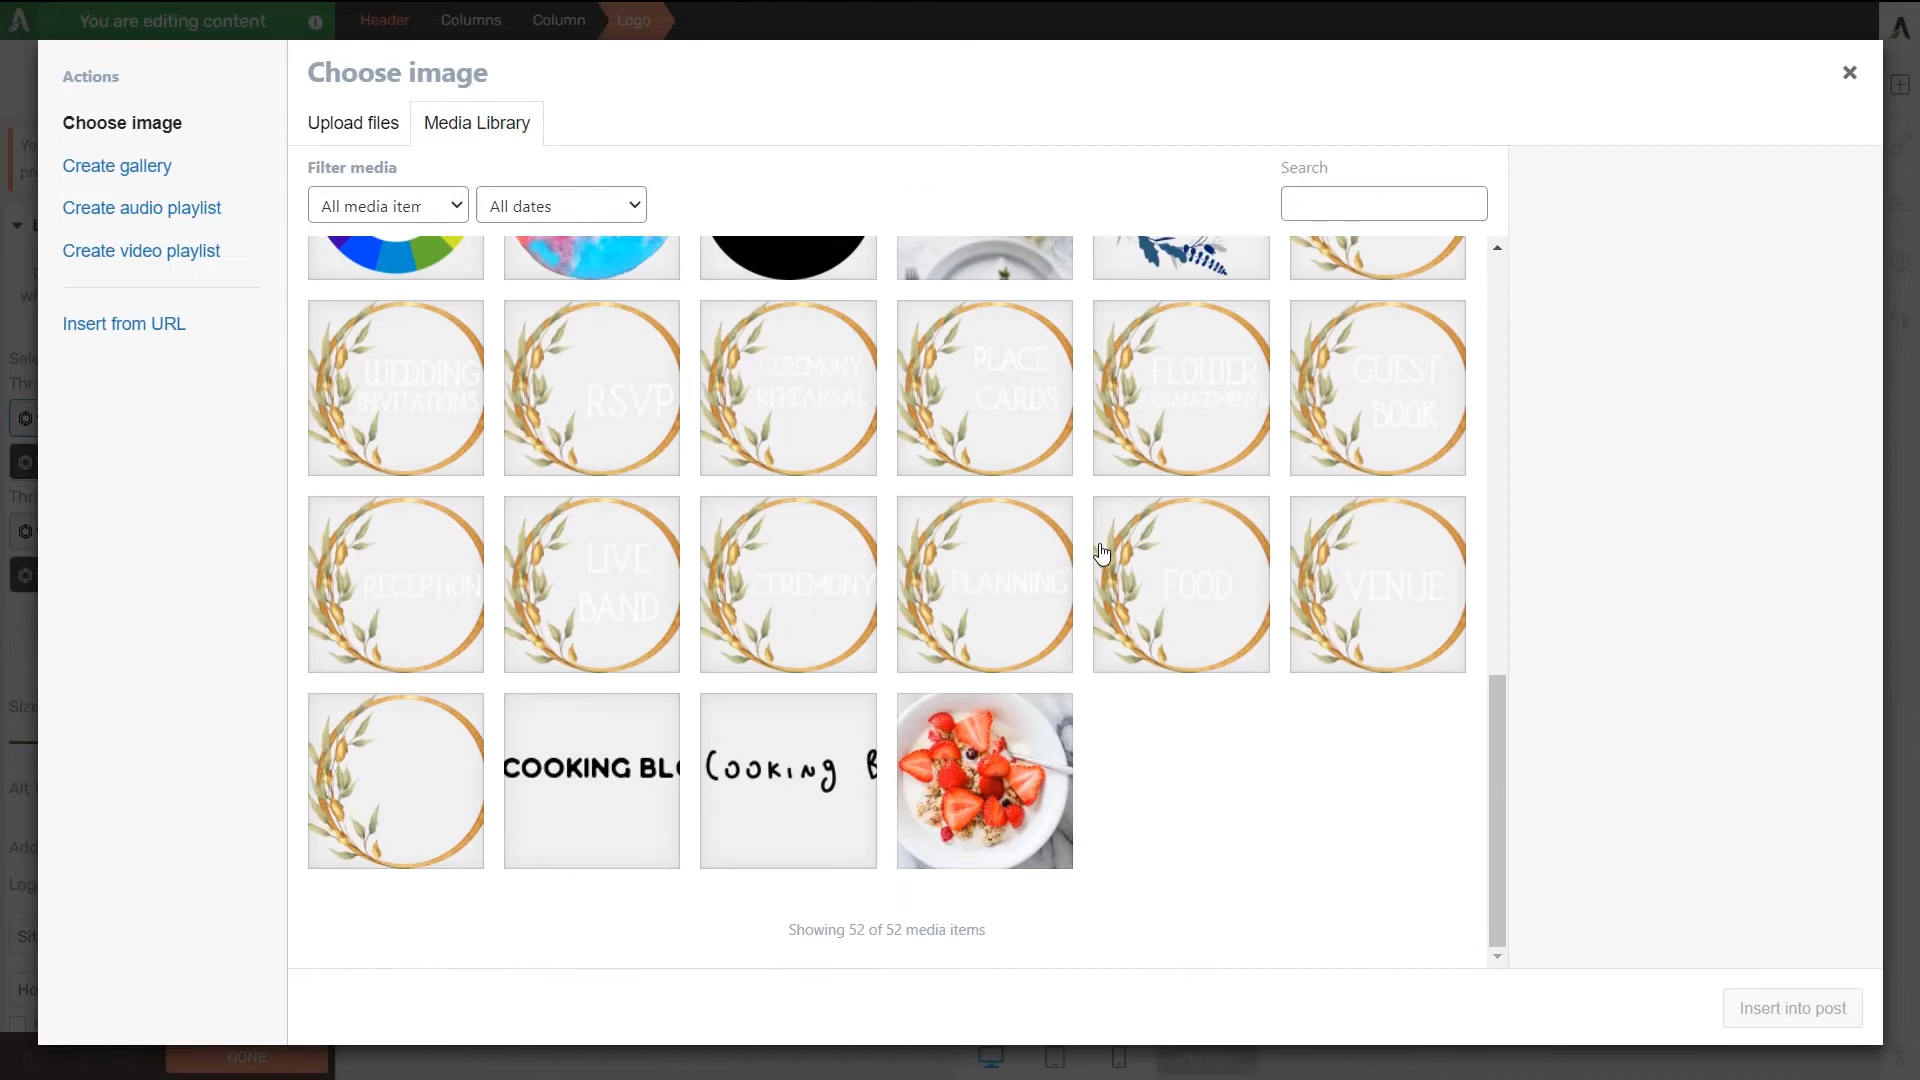 You are editing content
Header
Columns
Column
Logo
Actions
Choose image
Create gallery
Create audio playlist
Create video playlist
Insert from URL
Choose image
Upload files
Media Library
Filter media
All media item
All dates
Search
WEDDING
INVITATIONS
RSVP
CEREMONY
REHEARSAL
PLACE
CARDS
FLOWER
ARRANGEMENTS
GUEST
BOOK
RECEPTION
LIVE
BAND
CEREMONY
PLANNING
FOOD
VENUE
COOKING BL
Cooking B
Showing 52 of 52 media items
Insert into post
DONE